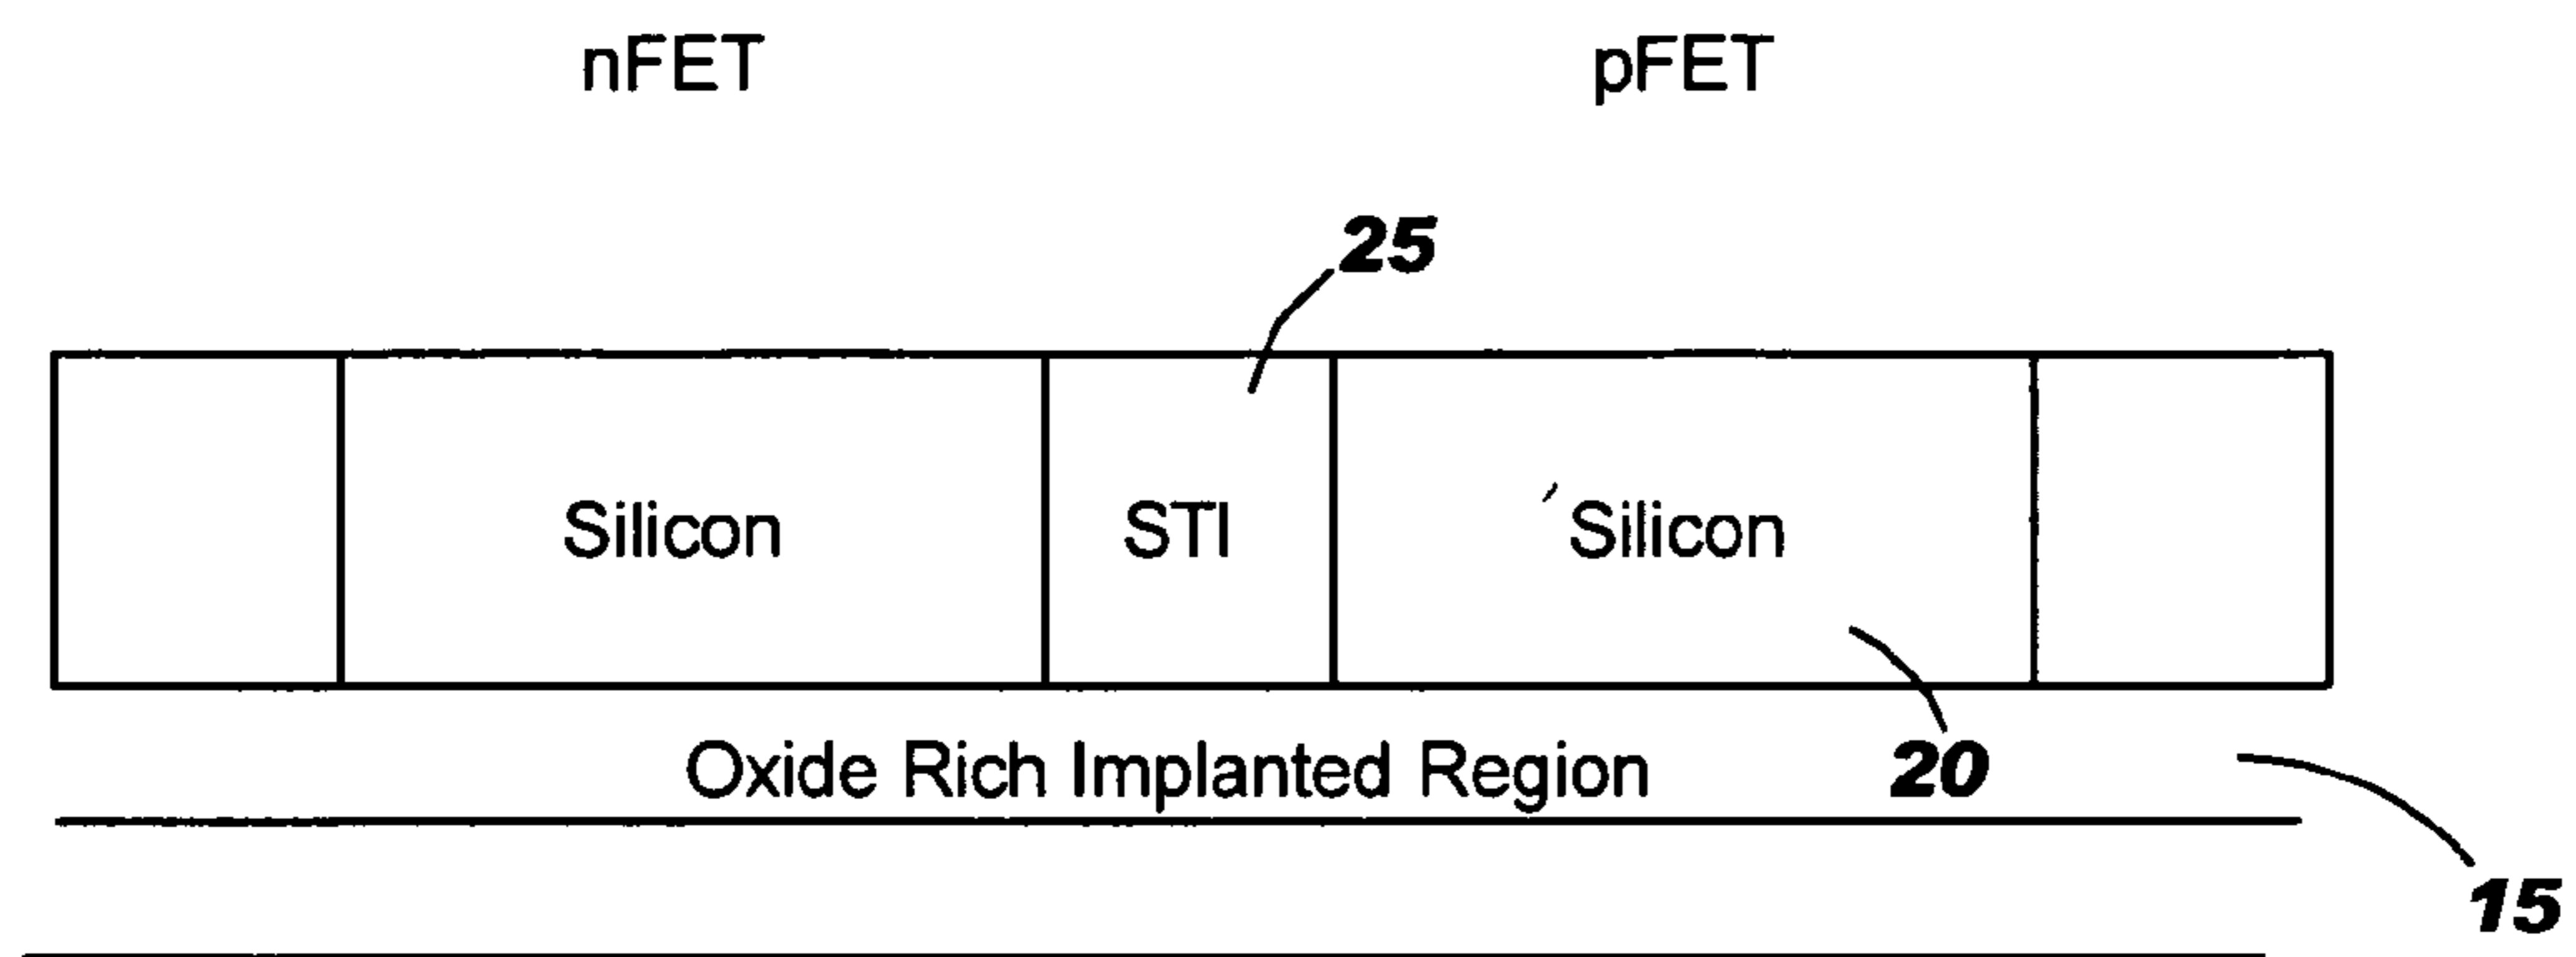 nFET pFET
25
Silicon STI Silicon
Oxide Rich Implanted Region 20
15